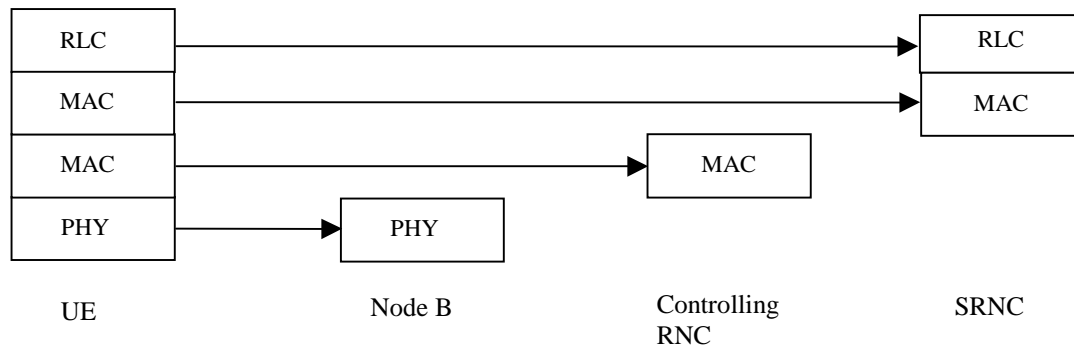 RLC
RLC
MAC
MAC
MAC
MAC
PHY
PHY
UE
Node B
Controlling
RNC
SRNC